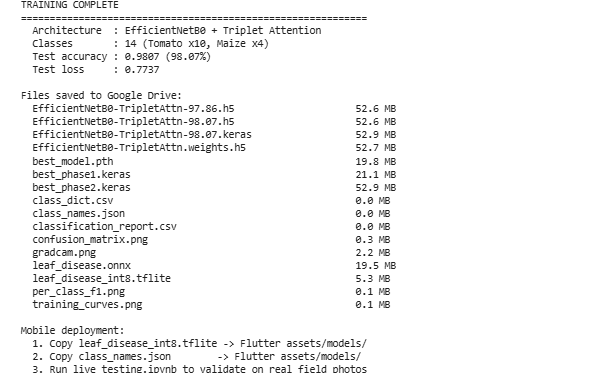 TRAINING COMPLETE
============================================================
Architecture : EfficientNetB0 + Triplet Attention
Classes : 14 (Tomato x10, Maize x4)
Test accuracy : 0.9807 (98.07%)
Test loss : 0.7737
Files saved to Google Drive:
EfficientNetB0-TripletAttn-97.86.h5 52.6 MB
EfficientNetB0-TripletAttn-98.07.h5 52.6 MB
EfficientNetB0-TripletAttn-98.07.keras 52.9 MB
EfficientNetB0-TripletAttn.weights.h5 52.7 MB
best_model.pth 19.8 MB
best_phase1.keras 21.1 MB
best_phase2.keras 52.9 MB
class_dict.csv 0.0 MB
class_names.json 0.0 MB
classification_report.csv 0.0 MB
confusion_matrix.png 0.3 MB
gradcam.png 2.2 MB
leaf_disease.onnx 19.5 MB
leaf_disease_int8.tflite 5.3 MB
per_class_f1.png 0.1 MB
training_curves.png 0.1 MB
Mobile deployment:
1. Copy leaf_disease_int8.tflite -> Flutter assets/models/
2. Copy class_names.json -> Flutter assets/models/
3. Run live_testing.ipynb to validate on real field photos